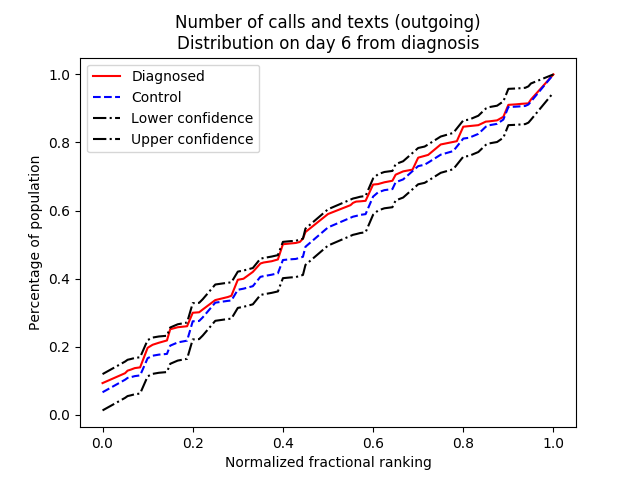 Number of calls and texts (outgoing)
Distribution on day 6 from diagnosis
Diagnosed
Control
Lower confidence
Upper confidence
Percentage of population
1.0
0.8
0.6
0.4
0.2
0.0
0.0 0.2 0.4 0.6 0.8 1.0
Normalized fractional ranking